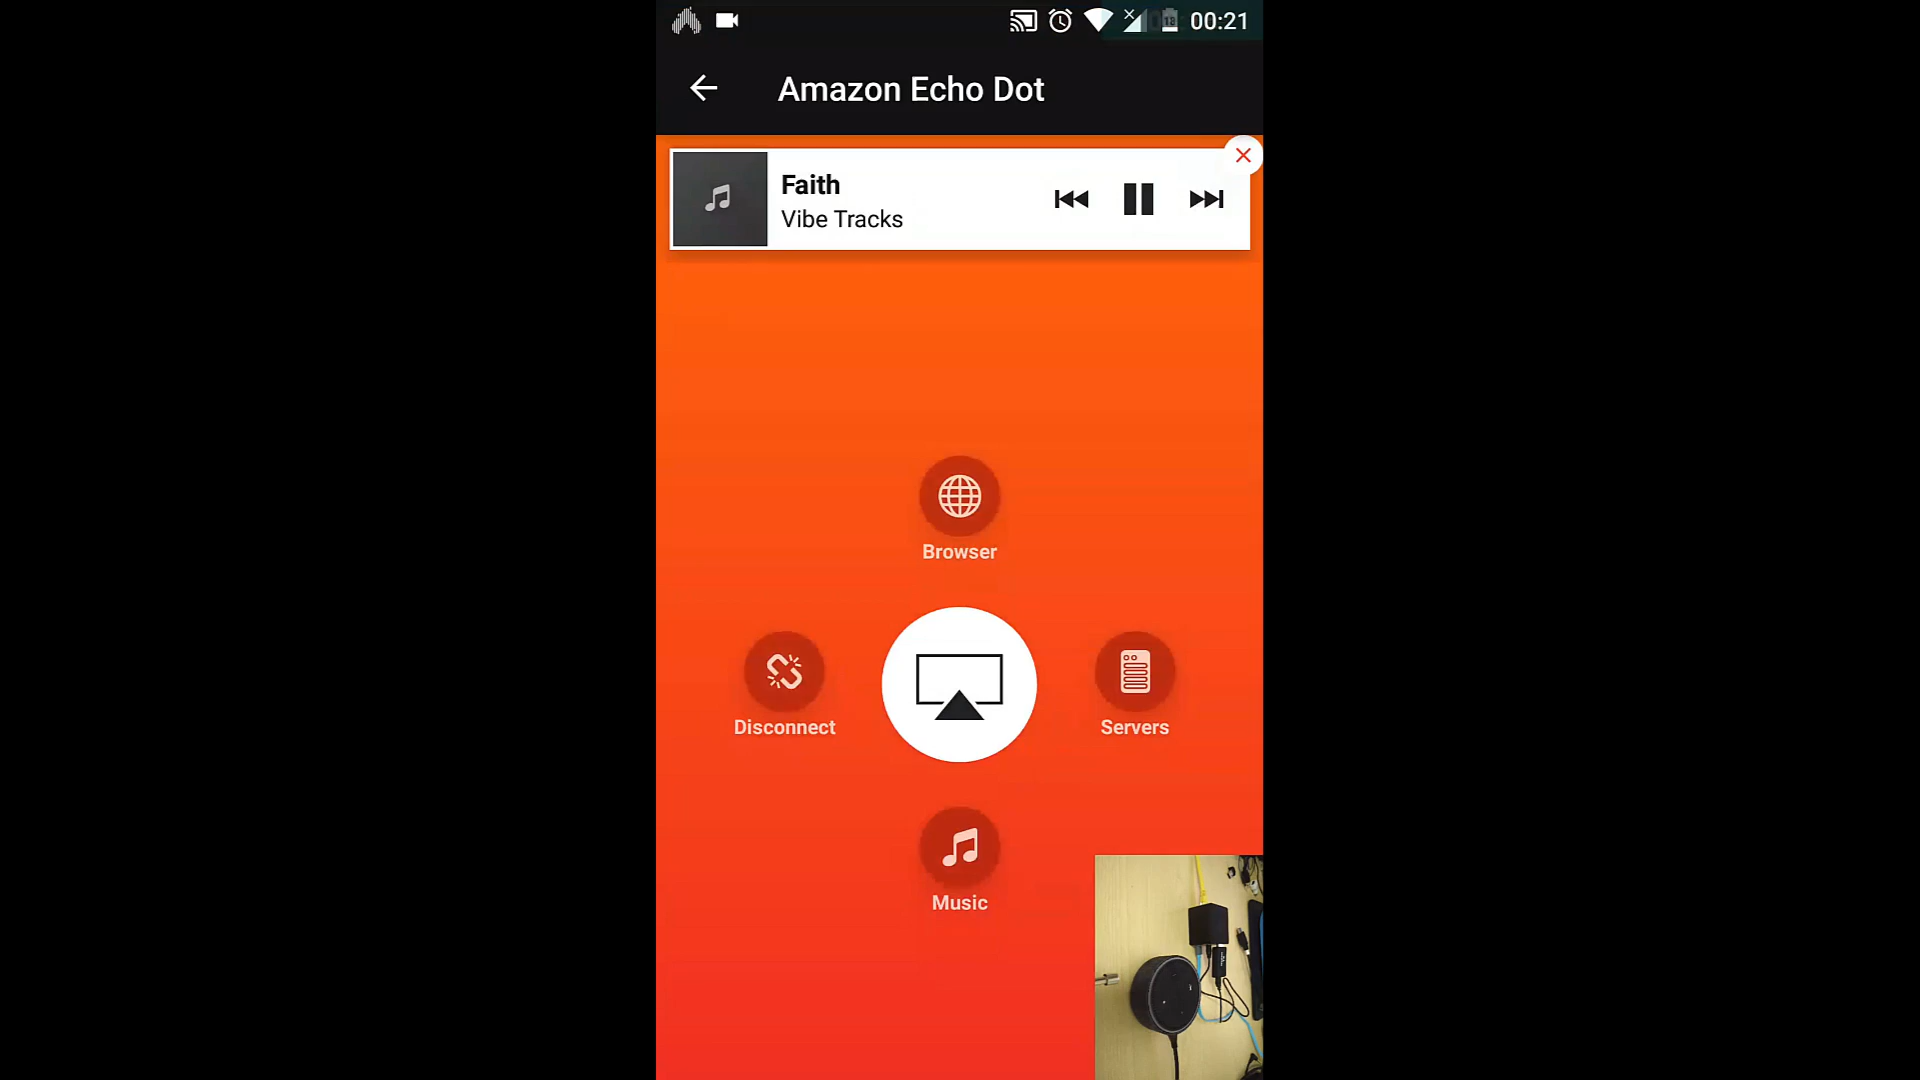 00:21
Amazon Echo Dot
Faith
Vibe Tracks
Browser
Disconnect
Servers
Music